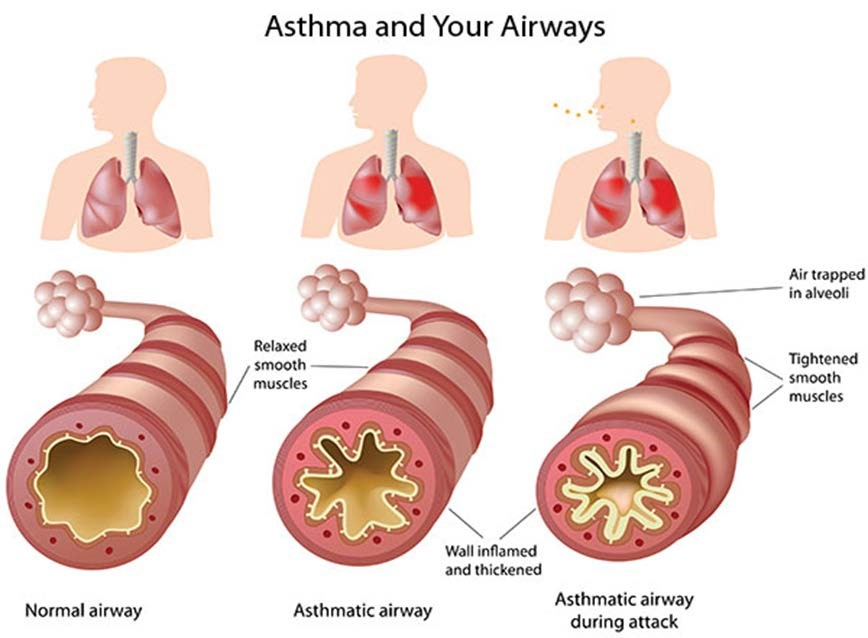 Asthma and Your Airways
Air trapped
in alveoli
Relaxed
smooth
muscles
Tightened
smooth
muscles
Wall inflamed
and thickened
Normal airway
Asthmatic airway
Asthmatic airway
during attack